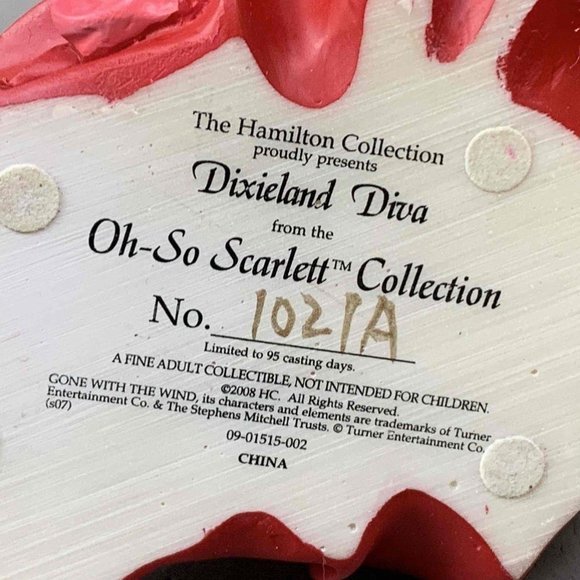 The Hamilton Collection
proudly presents
Dixieland Diva
from the
Oh-So Scarlett™ Collection
No. 1021A
Limited to 95 casting days.
A FINE ADULT COLLECTIBLE, NOT INTENDED FOR CHILDREN.
©2008 HC. All Rights Reserved.
GONE WITH THE WIND, its characters and elements are trademarks of Turner
Entertainment Co. & The Stephens Mitchell Trusts. © Turner Entertainment Co.
(s07)
09-01515-002
CHINA